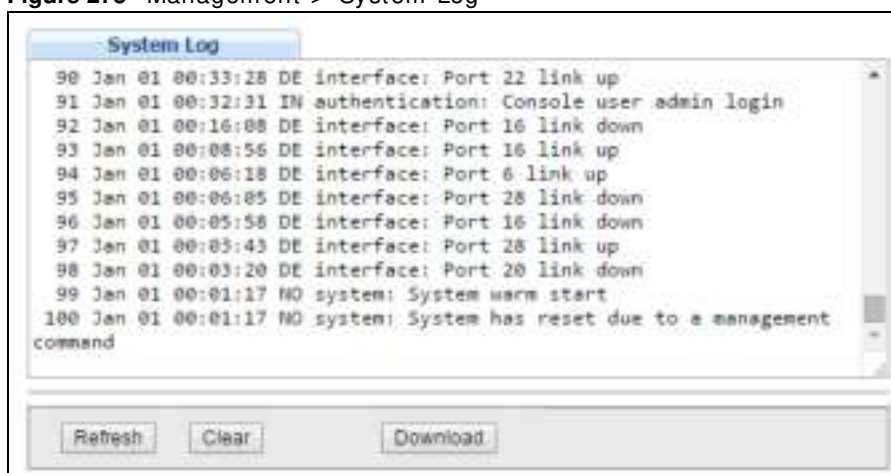 Management > System Log
System Log
90 Jan 01 00:33:28 DE interface: Port 22 link up
91 Jan 01 00:32:31 IN authentication: Console user admin login
92 Jan 01 00:16:08 DE interface: Port 16 link down
93 Jan 01 00:08:56 DE interface: Port 16 link up
94 Jan 01 00:06:18 DE interface: Port 6 link up
95 Jan 01 00:06:05 DE interface: Port 28 link down
96 Jan 01 00:05:58 DE interface: Port 16 link down
97 Jan 01 00:03:43 DE interface: Port 28 link up
98 Jan 01 00:03:20 DE interface: Port 20 link down
99 Jan 01 00:01:17 NO system: System warm start
100 Jan 01 00:01:17 NO system: System has reset due to a management
command
Refresh Clear Download